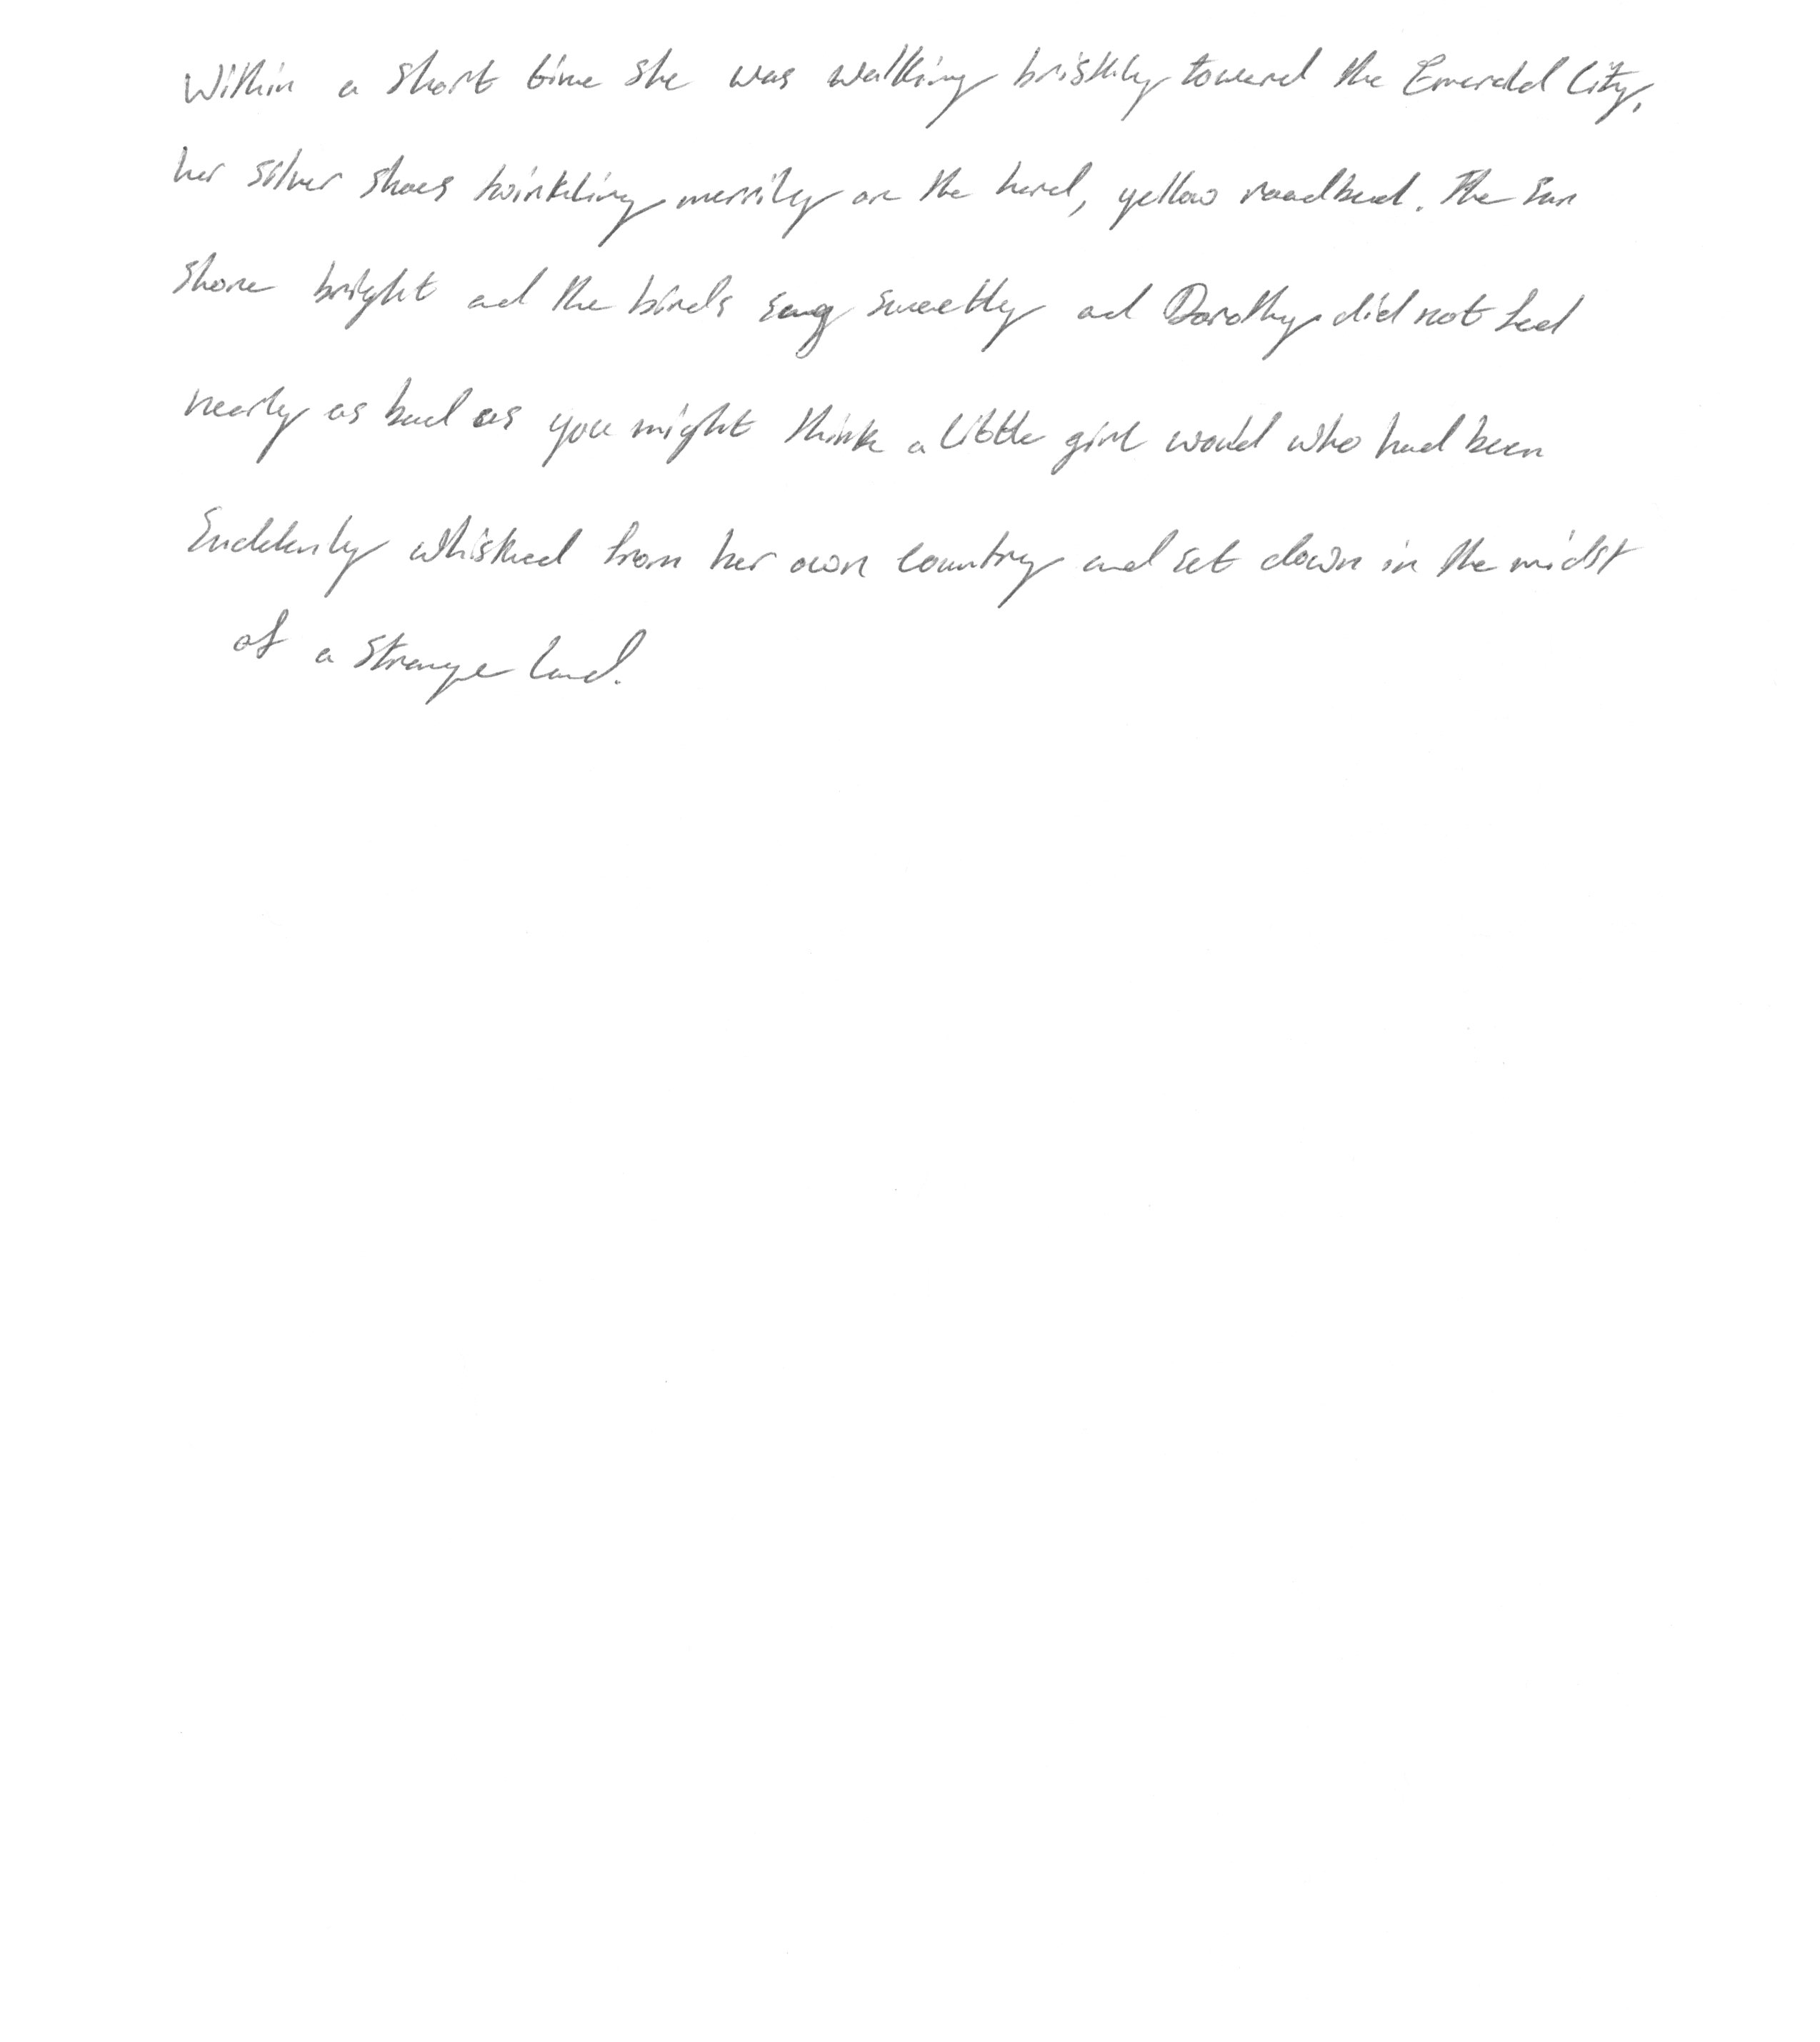 Within a short time she was walking briskly toward the Emerald City,
her silver shoes twinkling merrily on the hard, yellow roadbed. The sun
shone bright and the birds sang sweetly and Dorothy did not feel
nearly as bad as you might think a little girl would who had been
suddenly whisked from her own country and set down in the midst
of a strange land.